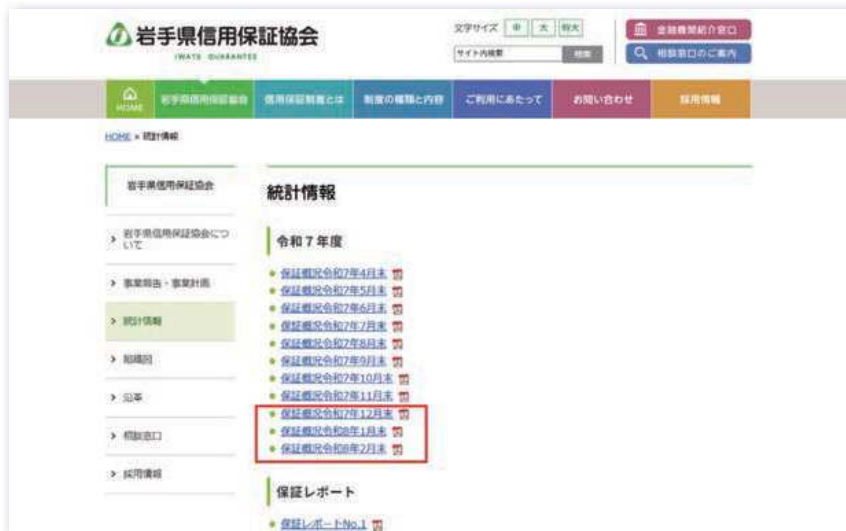 岩手県信用保証協会
IWATE GUARANTEE
文字サイズ 中 大 特大
サイト内検索 検索
金融機関紹介窓口
相談窓口のご案内
HOME 岩手県信用保証協会 信用保証制度とは 制度の種類と内容 ご利用にあたって お問い合わせ 採用情報
HOME » 統計情報
岩手県信用保証協会
岩手県信用保証協会について
事業報告・事業計画
統計情報
組織図
沿革
相談窓口
採用情報
統計情報
令和7年度
保証概況令和7年4月末
保証概況令和7年5月末
保証概況令和7年6月末
保証概況令和7年7月末
保証概況令和7年8月末
保証概況令和7年9月末
保証概況令和7年10月末
保証概況令和7年11月末
保証概況令和7年12月末
保証概況令和8年1月末
保証概況令和8年2月末
保証レポート
保証レポートNo.1